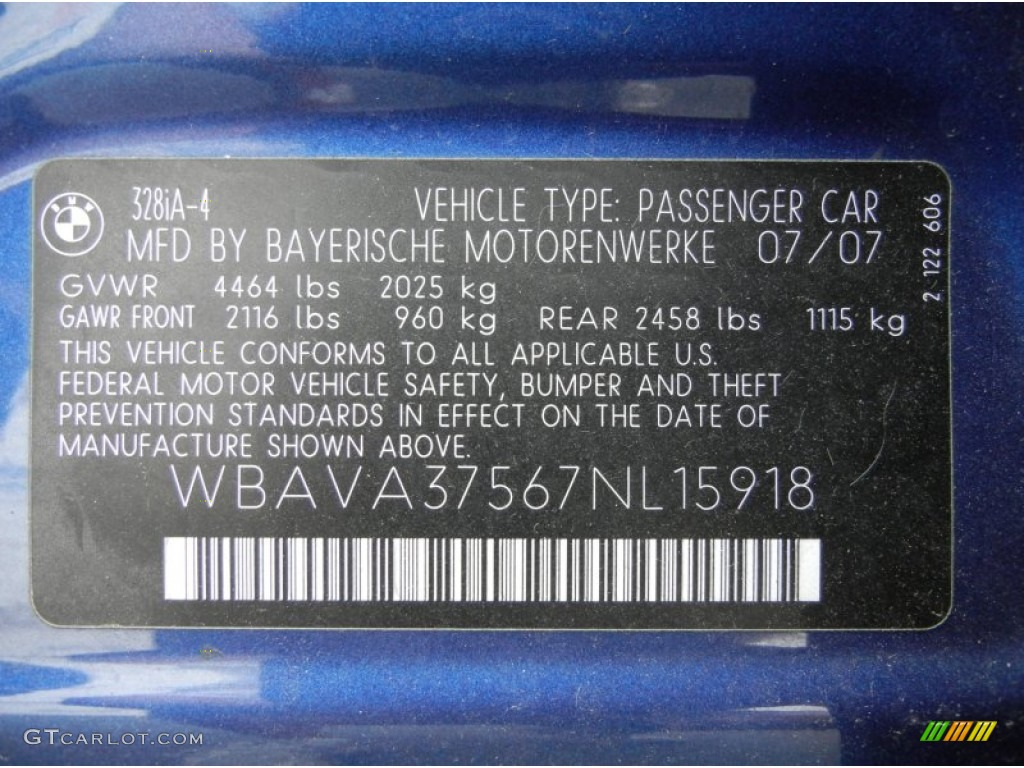 BMW
328iA-4 VEHICLE TYPE: PASSENGER CAR
MFD BY BAYERISCHE MOTORENWERKE 07/07
GVWR 4464 lbs 2025 kg
GAWR FRONT 2116 lbs 960 kg REAR 2458 lbs 1115 kg
THIS VEHICLE CONFORMS TO ALL APPLICABLE U.S.
FEDERAL MOTOR VEHICLE SAFETY, BUMPER AND THEFT
PREVENTION STANDARDS IN EFFECT ON THE DATE OF
MANUFACTURE SHOWN ABOVE.
WBAVA37567NL15918
2 122 606
GTCARLOT.COM